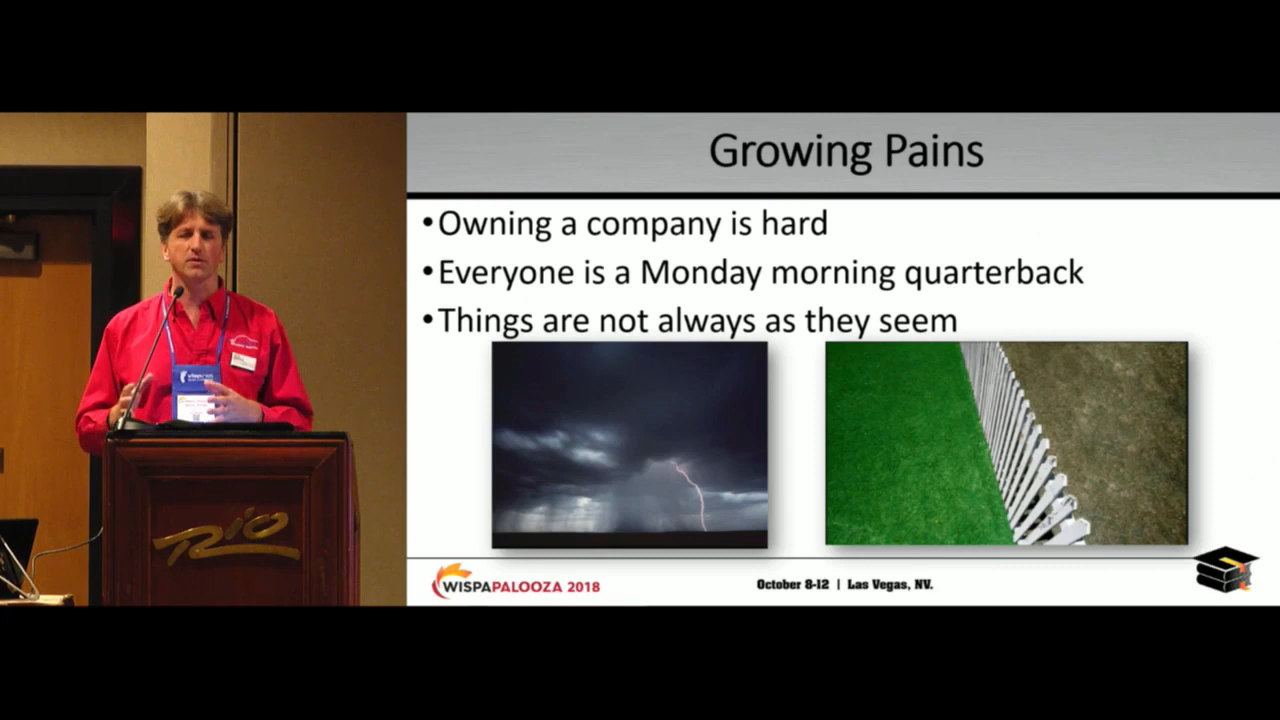 Growing Pains
•Owning a company is hard
•Everyone is a Monday morning quarterback
•Things are not always as they seem
Rio
WISPAPALOOZA 2018
October 8-12 | Las Vegas, NV.